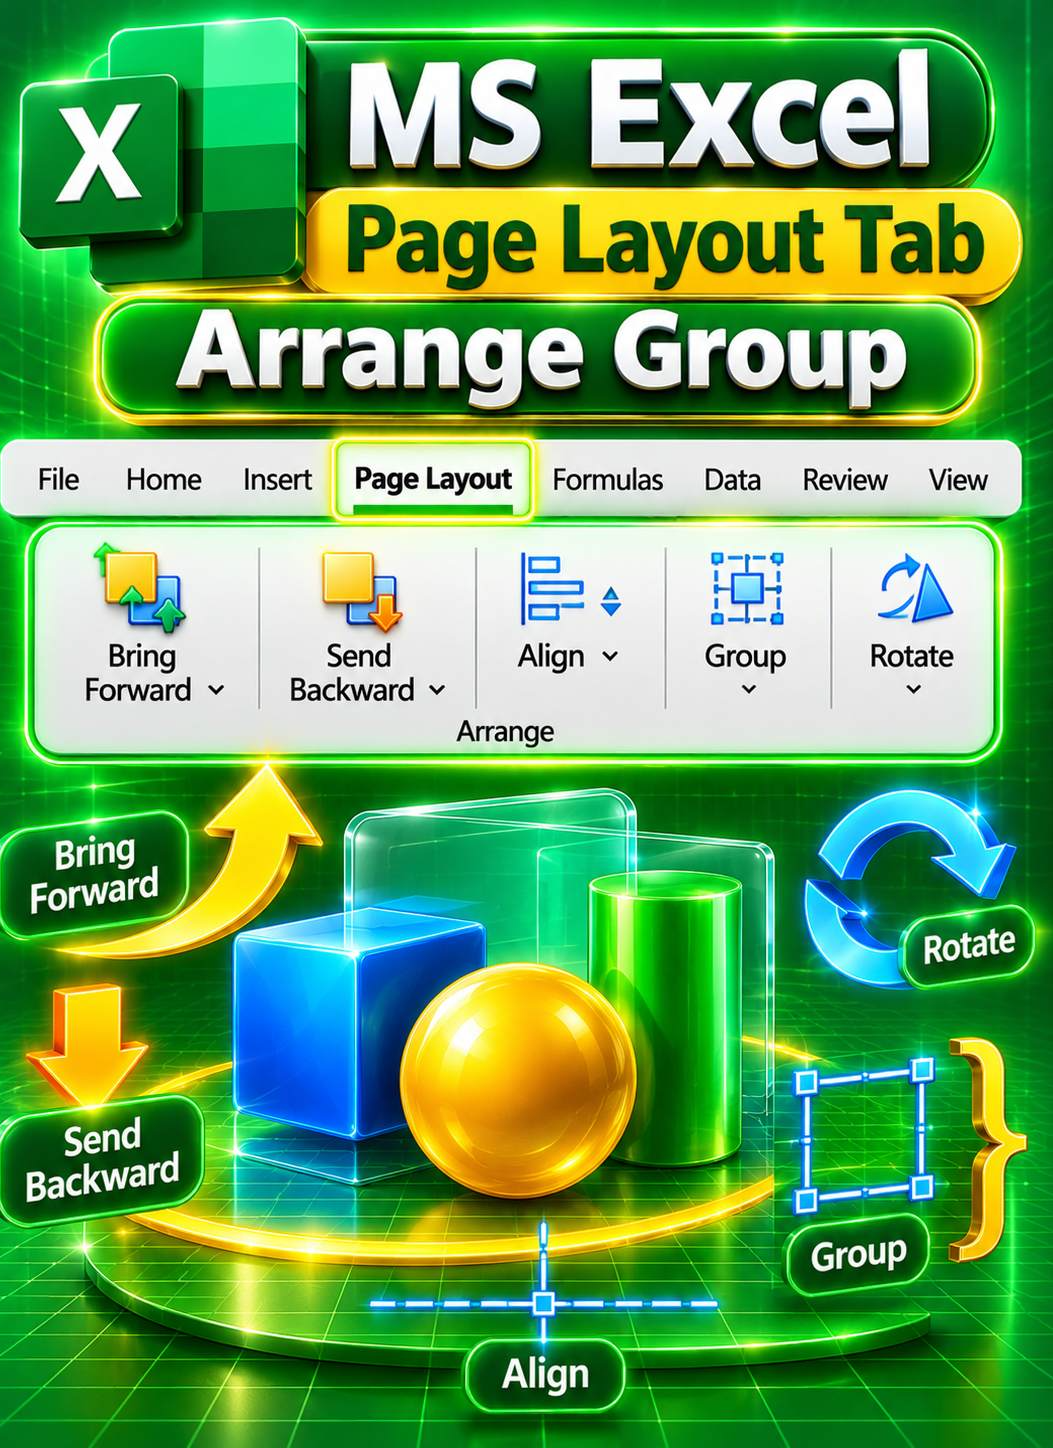 X
MS Excel
Page Layout Tab
Arrange Group
File Home Insert Page Layout Formulas Data Review View
Bring
Forward
Send
Backward
Align
Group
Rotate
Arrange
Bring
Forward
Rotate
Send
Backward
Group
Align